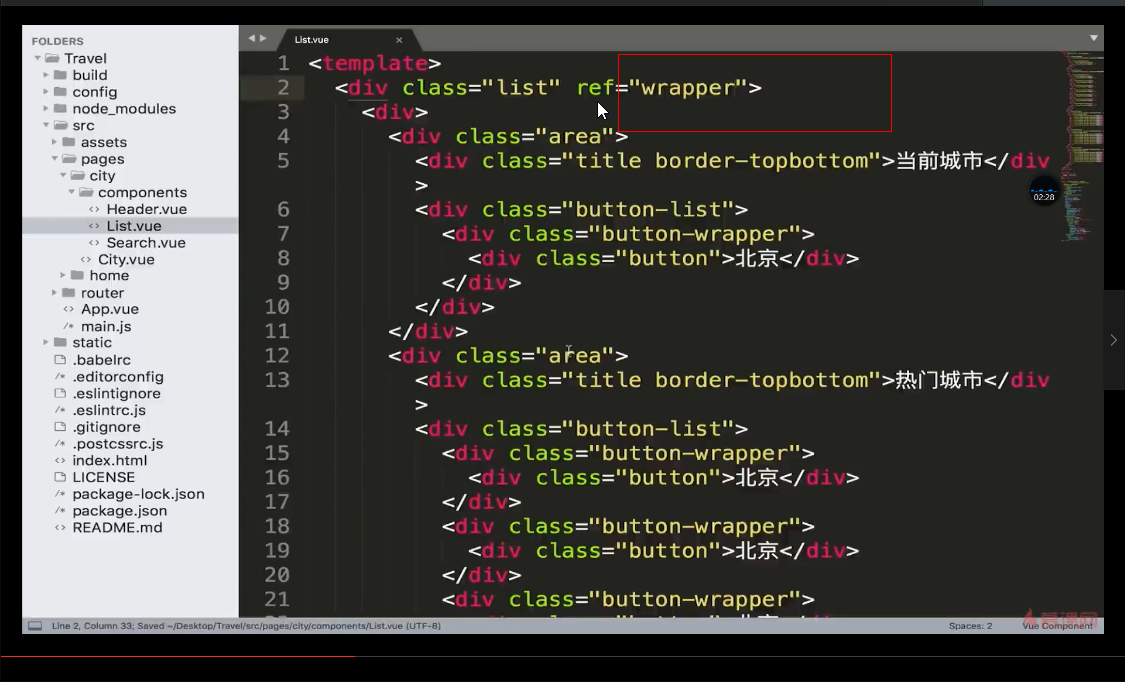 FOLDERS
Travel
build
config
node_modules
src
assets
pages
city
components
Header.vue
List.vue
Search.vue
City.vue
home
router
App.vue
main.js
static
.babelrc
.editorconfig
.eslintignore
.eslintrc.js
.gitignore
.postcssrc.js
index.html
LICENSE
package-lock.json
package.json
README.md
List.vue
1 <template>
2 <div class="list" ref="wrapper">
3 <div>
4 <div class="area">
5 <div class="title border-topbottom">当前城市</div
>
6 <div class="button-list">
7 <div class="button-wrapper">
8 <div class="button">北京</div>
9 </div>
10 </div>
11 </div>
12 <div class="area">
13 <div class="title border-topbottom">热门城市</div
>
14 <div class="button-list">
15 <div class="button-wrapper">
16 <div class="button">北京</div>
17 </div>
18 <div class="button-wrapper">
19 <div class="button">北京</div>
20 </div>
21 <div class="button-wrapper">
02:28
Line 2, Column 33; Saved ~/Desktop/Travel/src/pages/city/components/List.vue (UTF-8)
Spaces: 2
Vue Component
慕课网